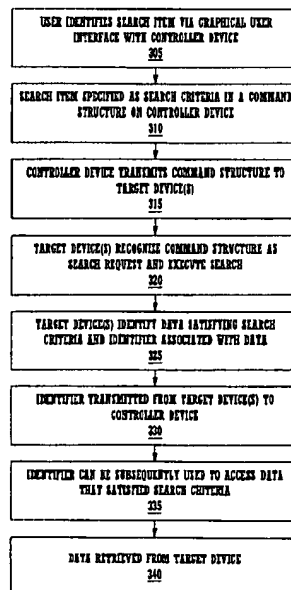 USER IDENTIFIES SEARCH ITEM VIA GRAPHICAL USER
INTERFACE WITH CONTROLLER DEVICE
305
SEARCH ITEM SPECIFIED AS SEARCH CRITERIA IN A COMMAND
STRUCTURE ON CONTROLLER DEVICE
310
CONTROLLER DEVICE TRANSMITS COMMAND STRUCTURE TO
TARGET DEVICE(S)
315
TARGET DEVICE(S) RECOGNISE COMMAND STRUCTURE AS
SEARCH REQUEST AND EXECUTE SEARCH
320
TARGET DEVICE(S) IDENTIFY DATA SATISFYING SEARCH
CRITERIA AND IDENTIFIER ASSOCIATED WITH DATA
325
IDENTIFIER TRANSMITTED FROM TARGET DEVICE(S) TO
CONTROLLER DEVICE
330
IDENTIFIER CAN BE SUBSEQUENTLY USED TO ACCESS DATA
THAT SATISFIED SEARCH CRITERIA
335
DATA RETRIEVED FROM TARGET DEVICE
340